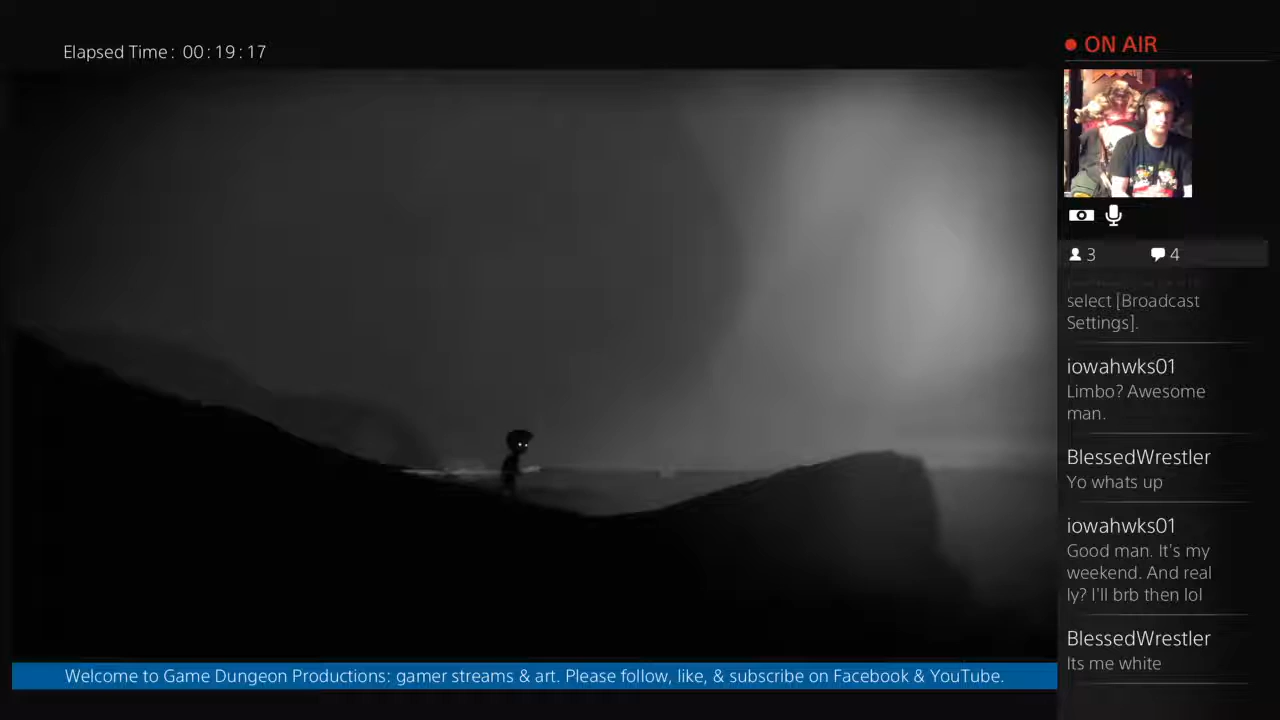 Elapsed Time: 00:19:17
ON AIR
3
4
select [Broadcast
Settings].
iowahwks01
Limbo? Awesome
man.
BlessedWrestler
Yo whats up
iowahwks01
Good man. It's my
weekend. And real
ly? I'll brb then lol
BlessedWrestler
Its me white
Welcome to Game Dungeon Productions: gamer streams & art. Please follow, like, & subscribe on Facebook & YouTube.